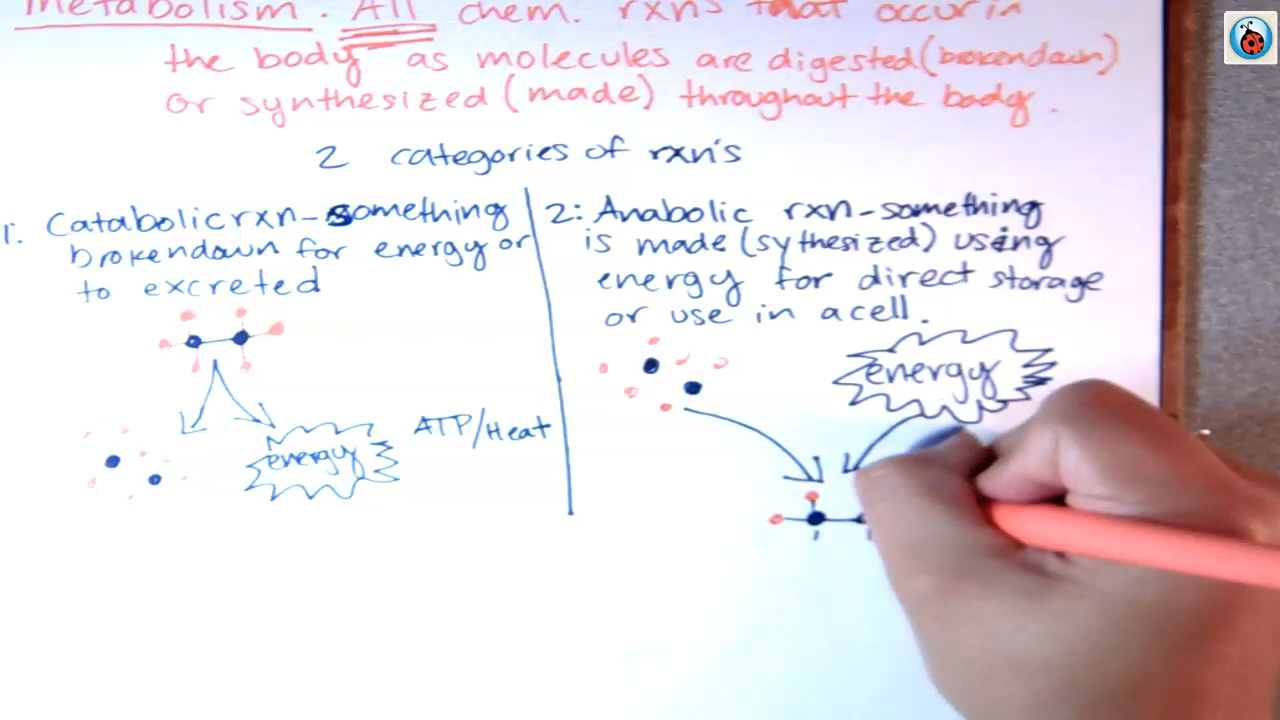 Metabolism. All chem. rxns that occur in
the body as molecules are digested (brokendown)
or synthesized (made) throughout the body.
2 categories of rxn's
1. Catabolic rxn - Something
brokendown for energy or
to excreted
energy
ATP/Heat
2: Anabolic rxn - something
is made (sythesized) using
energy for direct storage
or use in a cell.
energy